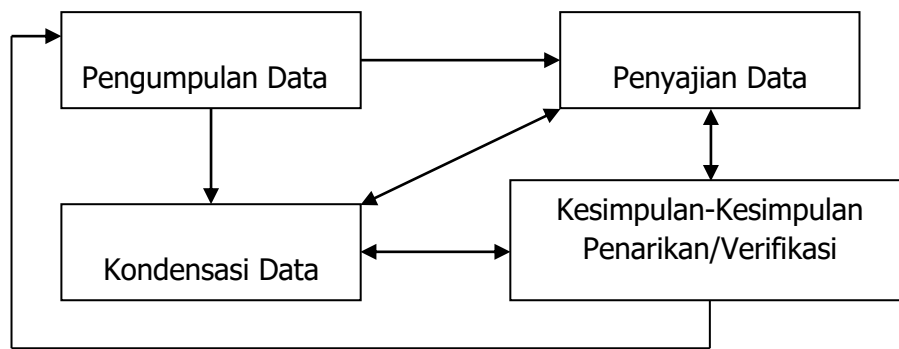 Pengumpulan Data
Penyajian Data
Kondensasi Data
Kesimpulan-Kesimpulan
Penarikan/Verifikasi